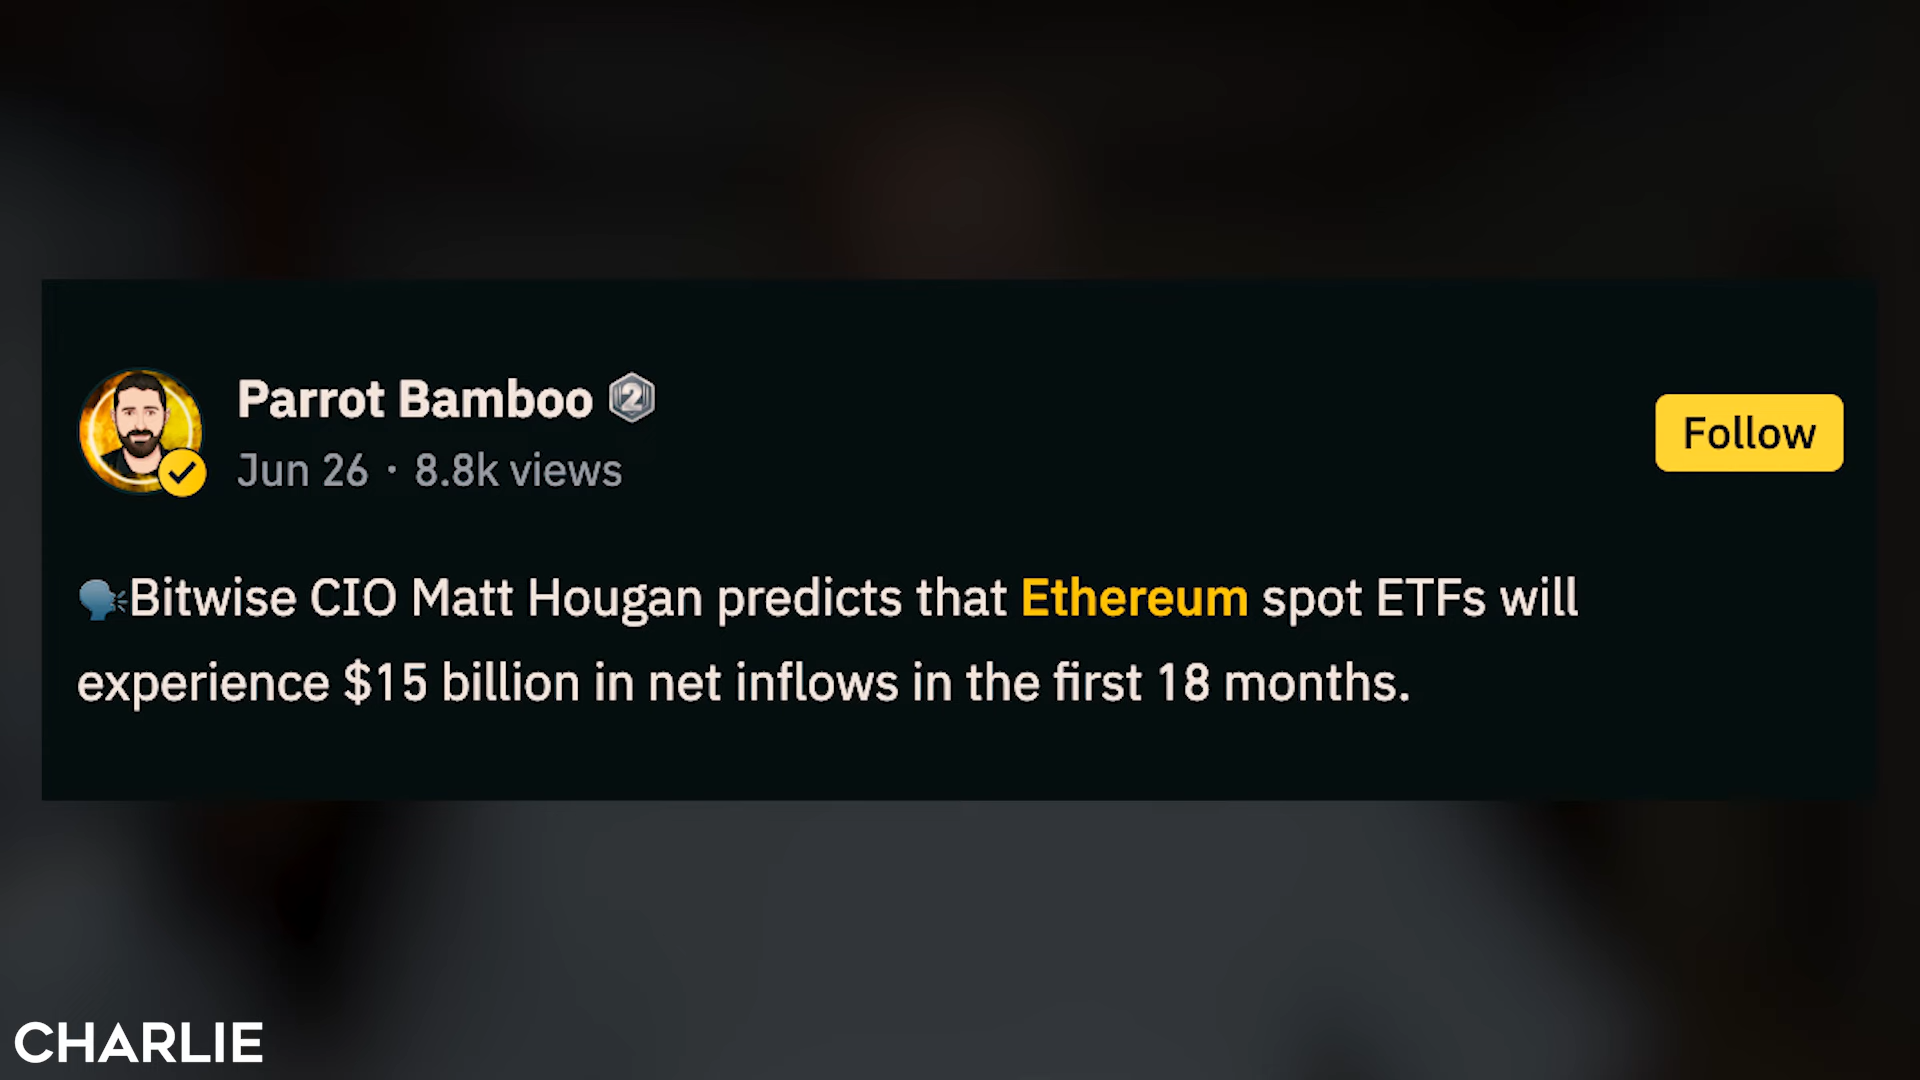 Parrot Bamboo 2
Jun 26 · 8.8k views
Follow
🗣Bitwise CIO Matt Hougan predicts that Ethereum spot ETFs will
experience $15 billion in net inflows in the first 18 months.
CHARLIE